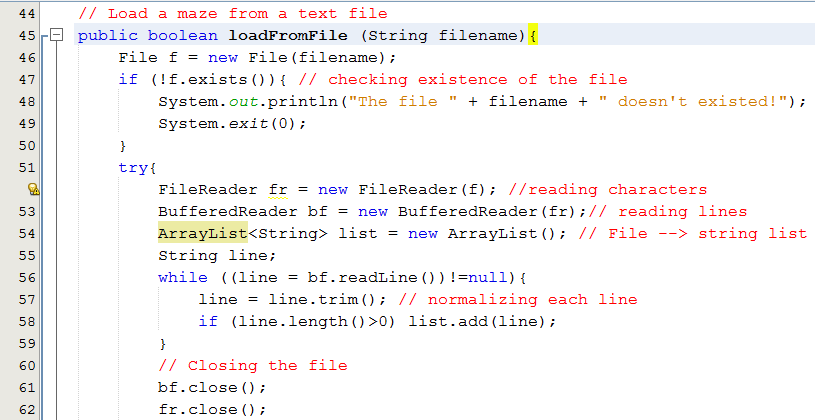 44 // Load a maze from a text file
45 public boolean loadFromFile (String filename){
46 File f = new File(filename);
47 if (!f.exists()){ // checking existence of the file
48 System.out.println("The file " + filename + " doesn't existed!");
49 System.exit(0);
50 }
51 try{
FileReader fr = new FileReader(f); //reading characters
53 BufferedReader bf = new BufferedReader(fr);// reading lines
54 ArrayList<String> list = new ArrayList(); // File --> string list
55 String line;
56 while ((line = bf.readLine())!=null){
57 line = line.trim(); // normalizing each line
58 if (line.length()>0) list.add(line);
59 }
60 // Closing the file
61 bf.close();
62 fr.close();